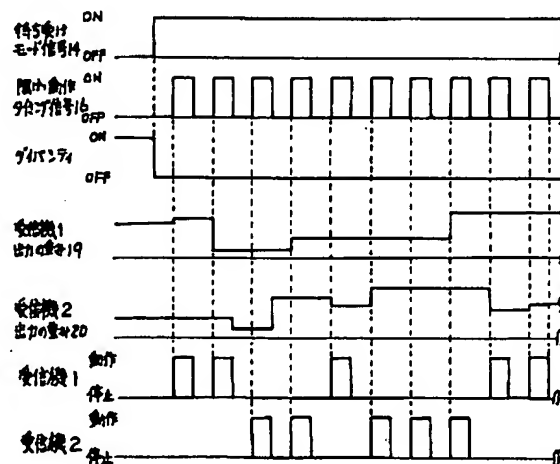 ON
待ち受け
モード信号14
OFF
ON
間欠動作
タイミング信号16
OFF
ON
ダイバシティ
OFF
受信機1
出力の重み19
受信機2
出力の重み20
動作
受信機1
停止
動作
受信機2
停止